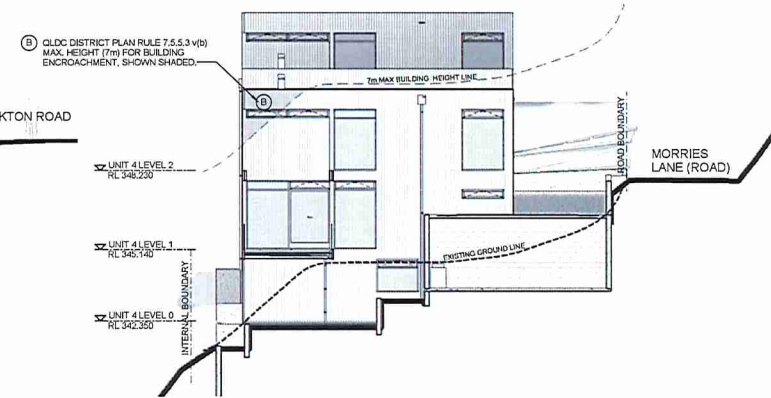 B QLDC DISTRICT PLAN RULE 7.5.5.3 v(b)
MAX. HEIGHT (7m) FOR BUILDING
ENCROACHMENT, SHOWN SHADED.
7m MAX BUILDING HEIGHT LINE
B
KTON ROAD
ROAD BOUNDARY
MORRIES
LANE (ROAD)
UNIT 4 LEVEL 2
RL 348.230
UNIT 4 LEVEL 1
RL 345.140
EXISTING GROUND LINE
INTERNAL BOUNDARY
UNIT 4 LEVEL 0
RL 342.350